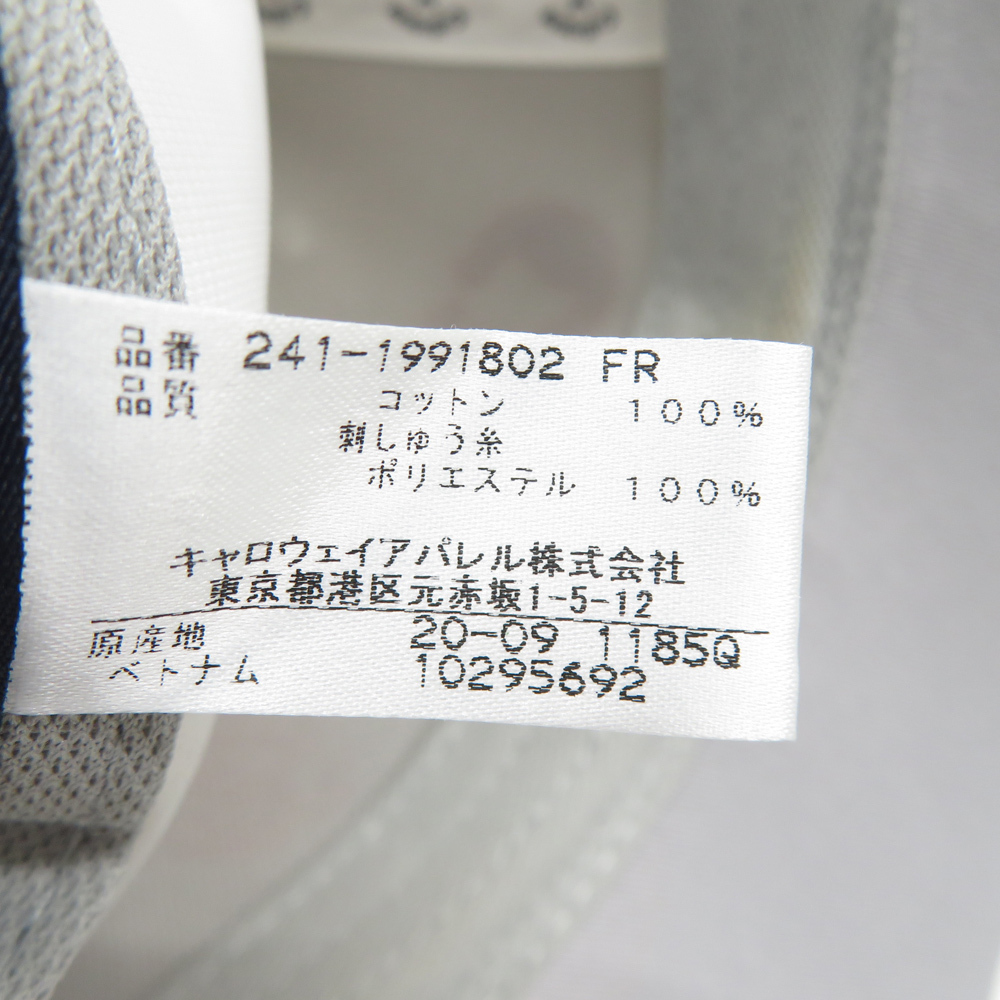 品番 241-1991802 FR
品質 コットン 100%
刺しゅう糸
ポリエステル 100%
キャロウェイアパレル株式会社
東京都港区元赤坂1-5-12
原産地 20-09 1185Q
ベトナム 10295692